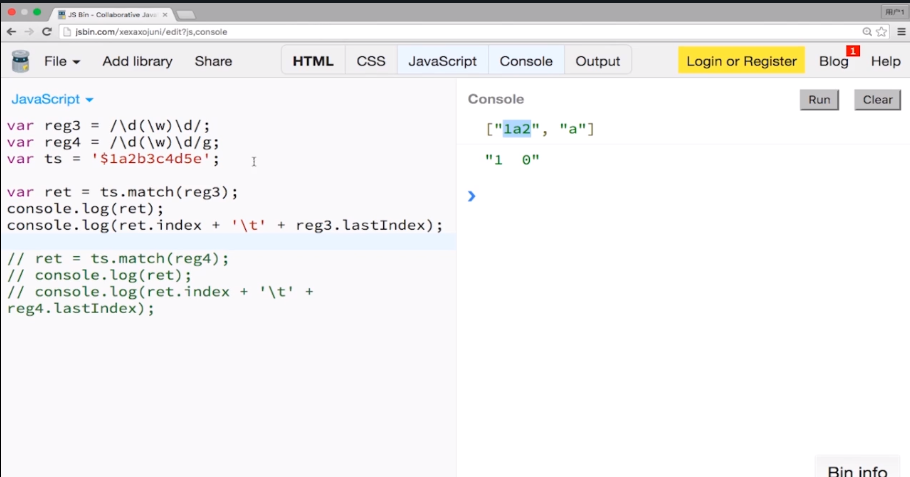 JS Bin - Collaborative Java
用户1
jsbin.com/xexaxojuni/edit?js,console
File Add library Share HTML CSS JavaScript Console Output Login or Register Blog 1 Help
JavaScript
Console Run Clear
var reg3 = /\d(\w)\d/;
var reg4 = /\d(\w)\d/g;
var ts = '$1a2b3c4d5e';
var ret = ts.match(reg3);
console.log(ret);
console.log(ret.index + '\t' + reg3.lastIndex);
// ret = ts.match(reg4);
// console.log(ret);
// console.log(ret.index + '\t' +
reg4.lastIndex);
["1a2", "a"]
"1  0"
Bin info